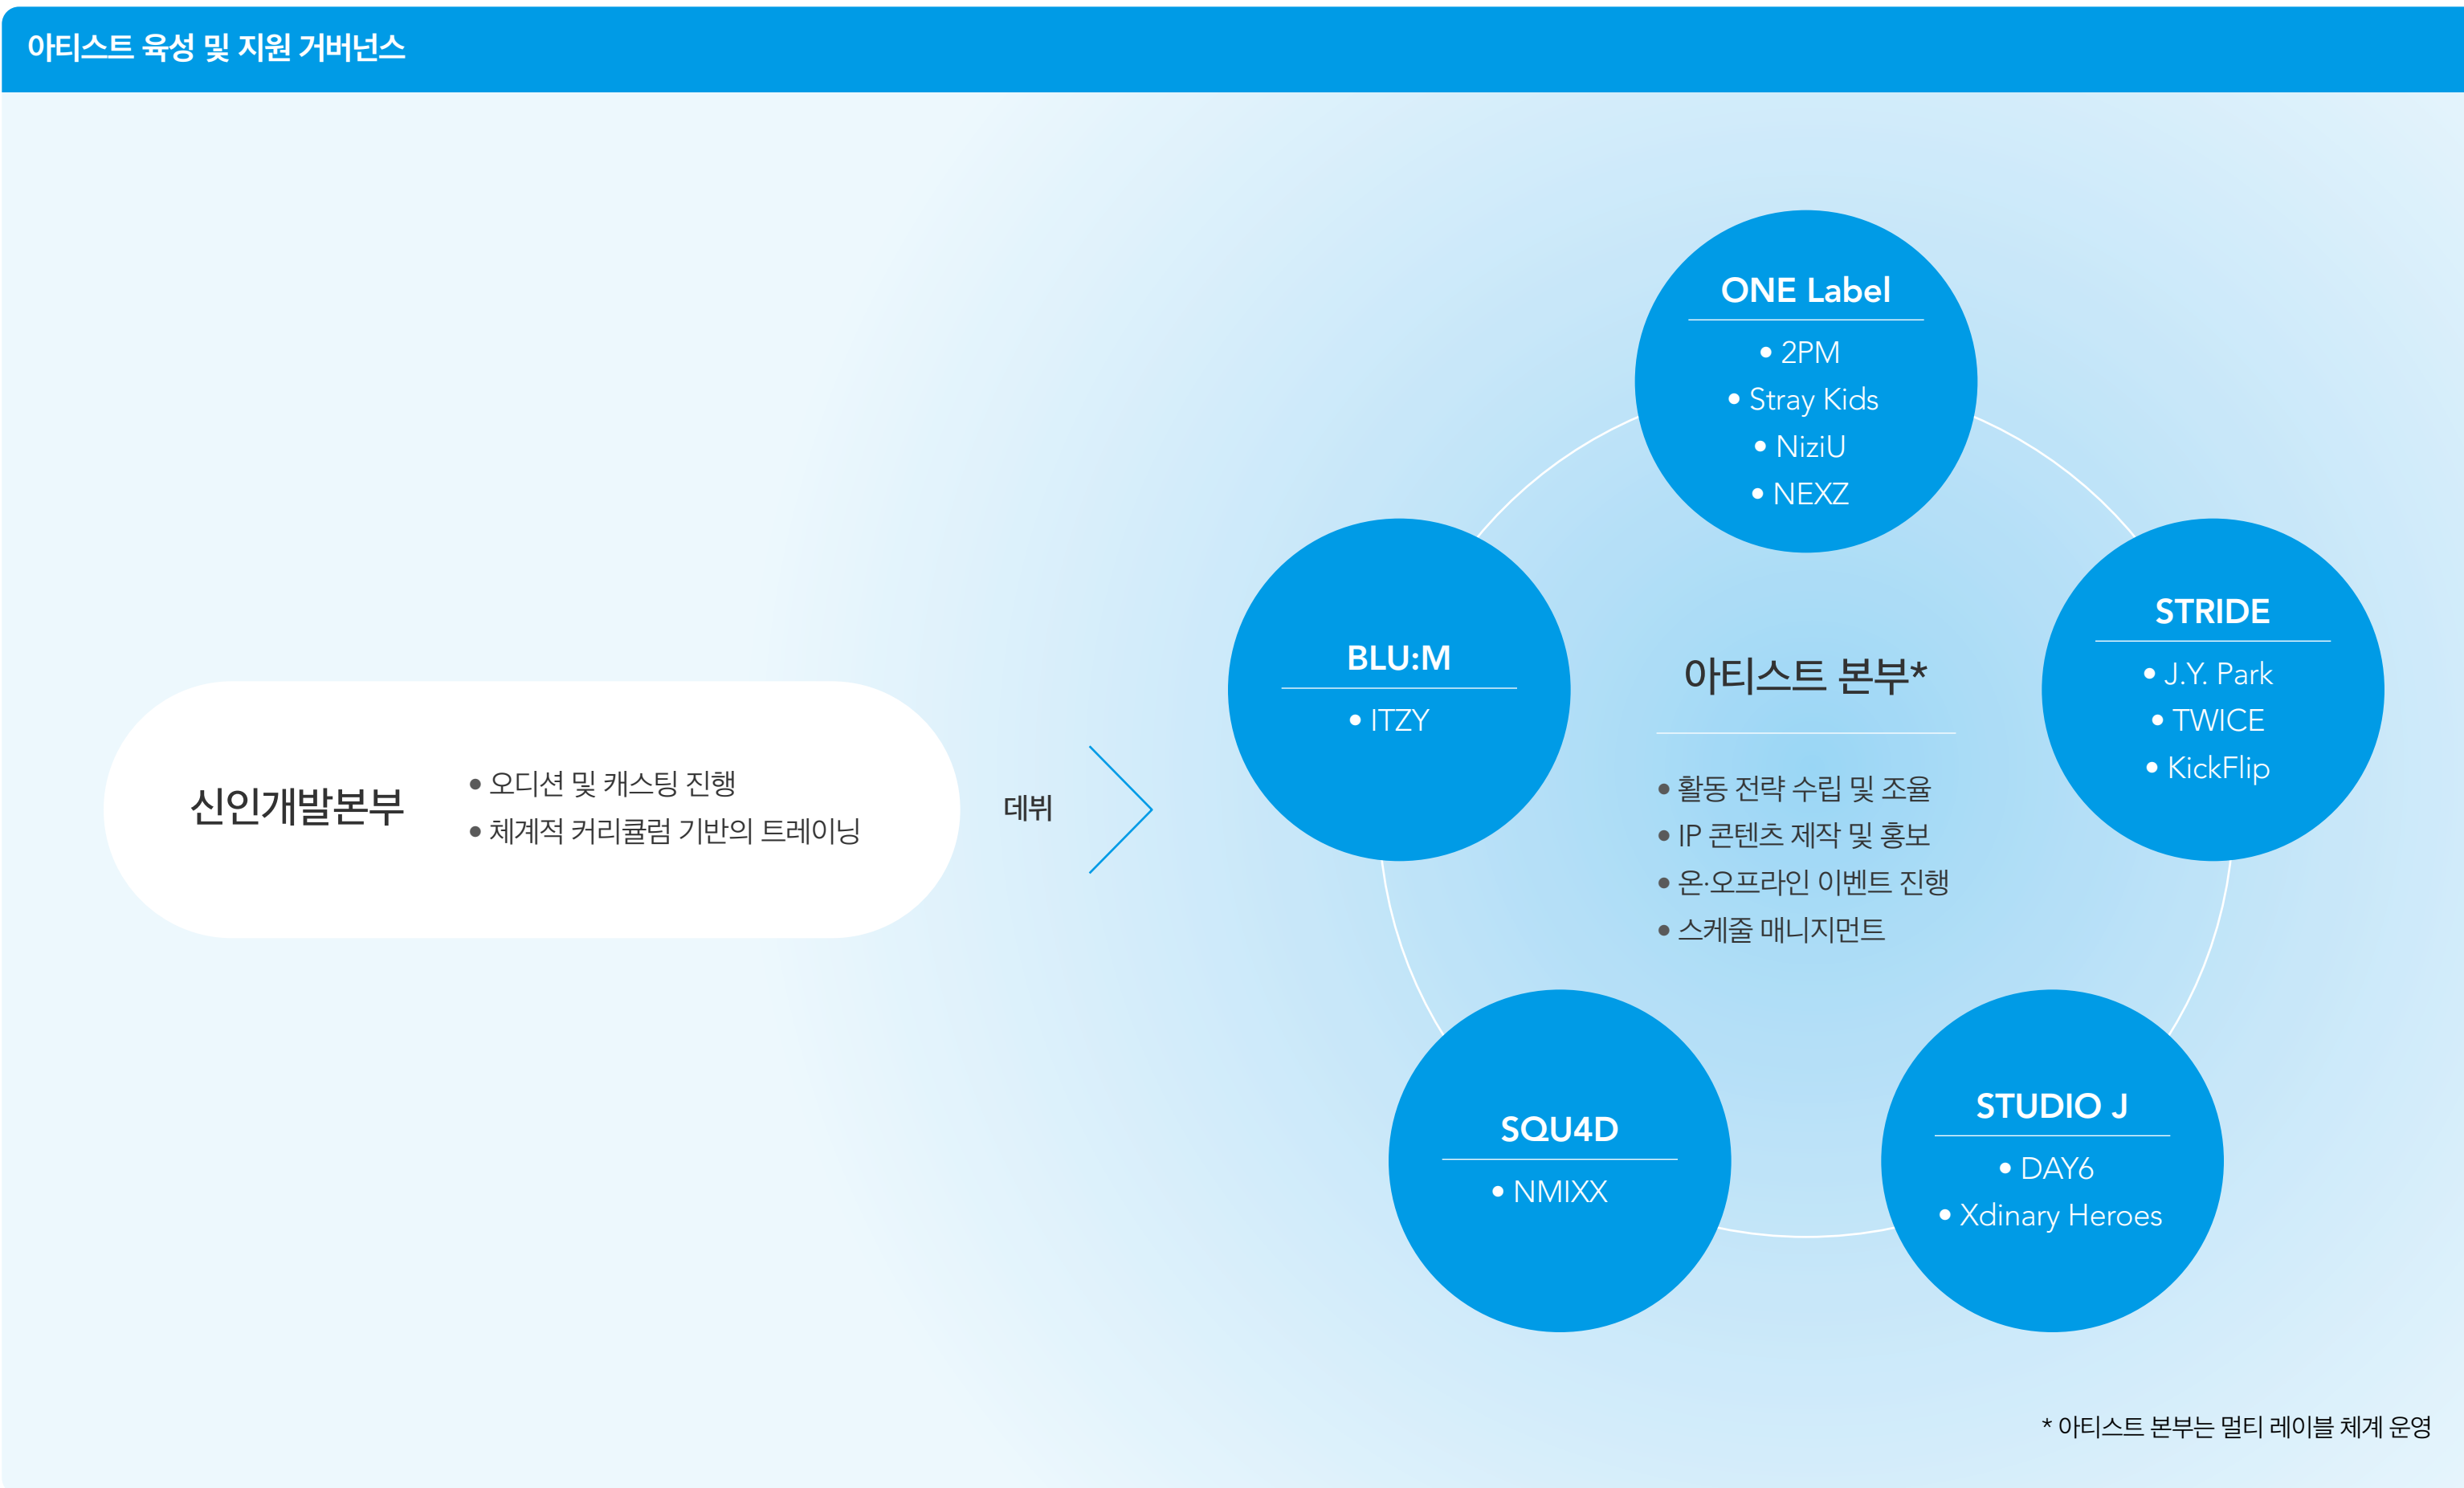 아티스트 육성 및 지원 거버넌스
신인개발본부
• 오디션 및 캐스팅 진행
• 체계적 커리큘럼 기반의 트레이닝
데뷔
ONE Label
• 2PM
• Stray Kids
• NiziU
• NEXZ
BLU:M
• ITZY
STRIDE
• J.Y. Park
• TWICE
• KickFlip
아티스트 본부*
• 활동 전략 수립 및 조율
• IP 콘텐츠 제작 및 홍보
• 온·오프라인 이벤트 진행
• 스케줄 매니지먼트
SQU4D
• NMIXX
STUDIO J
• DAY6
• Xdinary Heroes
* 아티스트 본부는 멀티 레이블 체계 운영